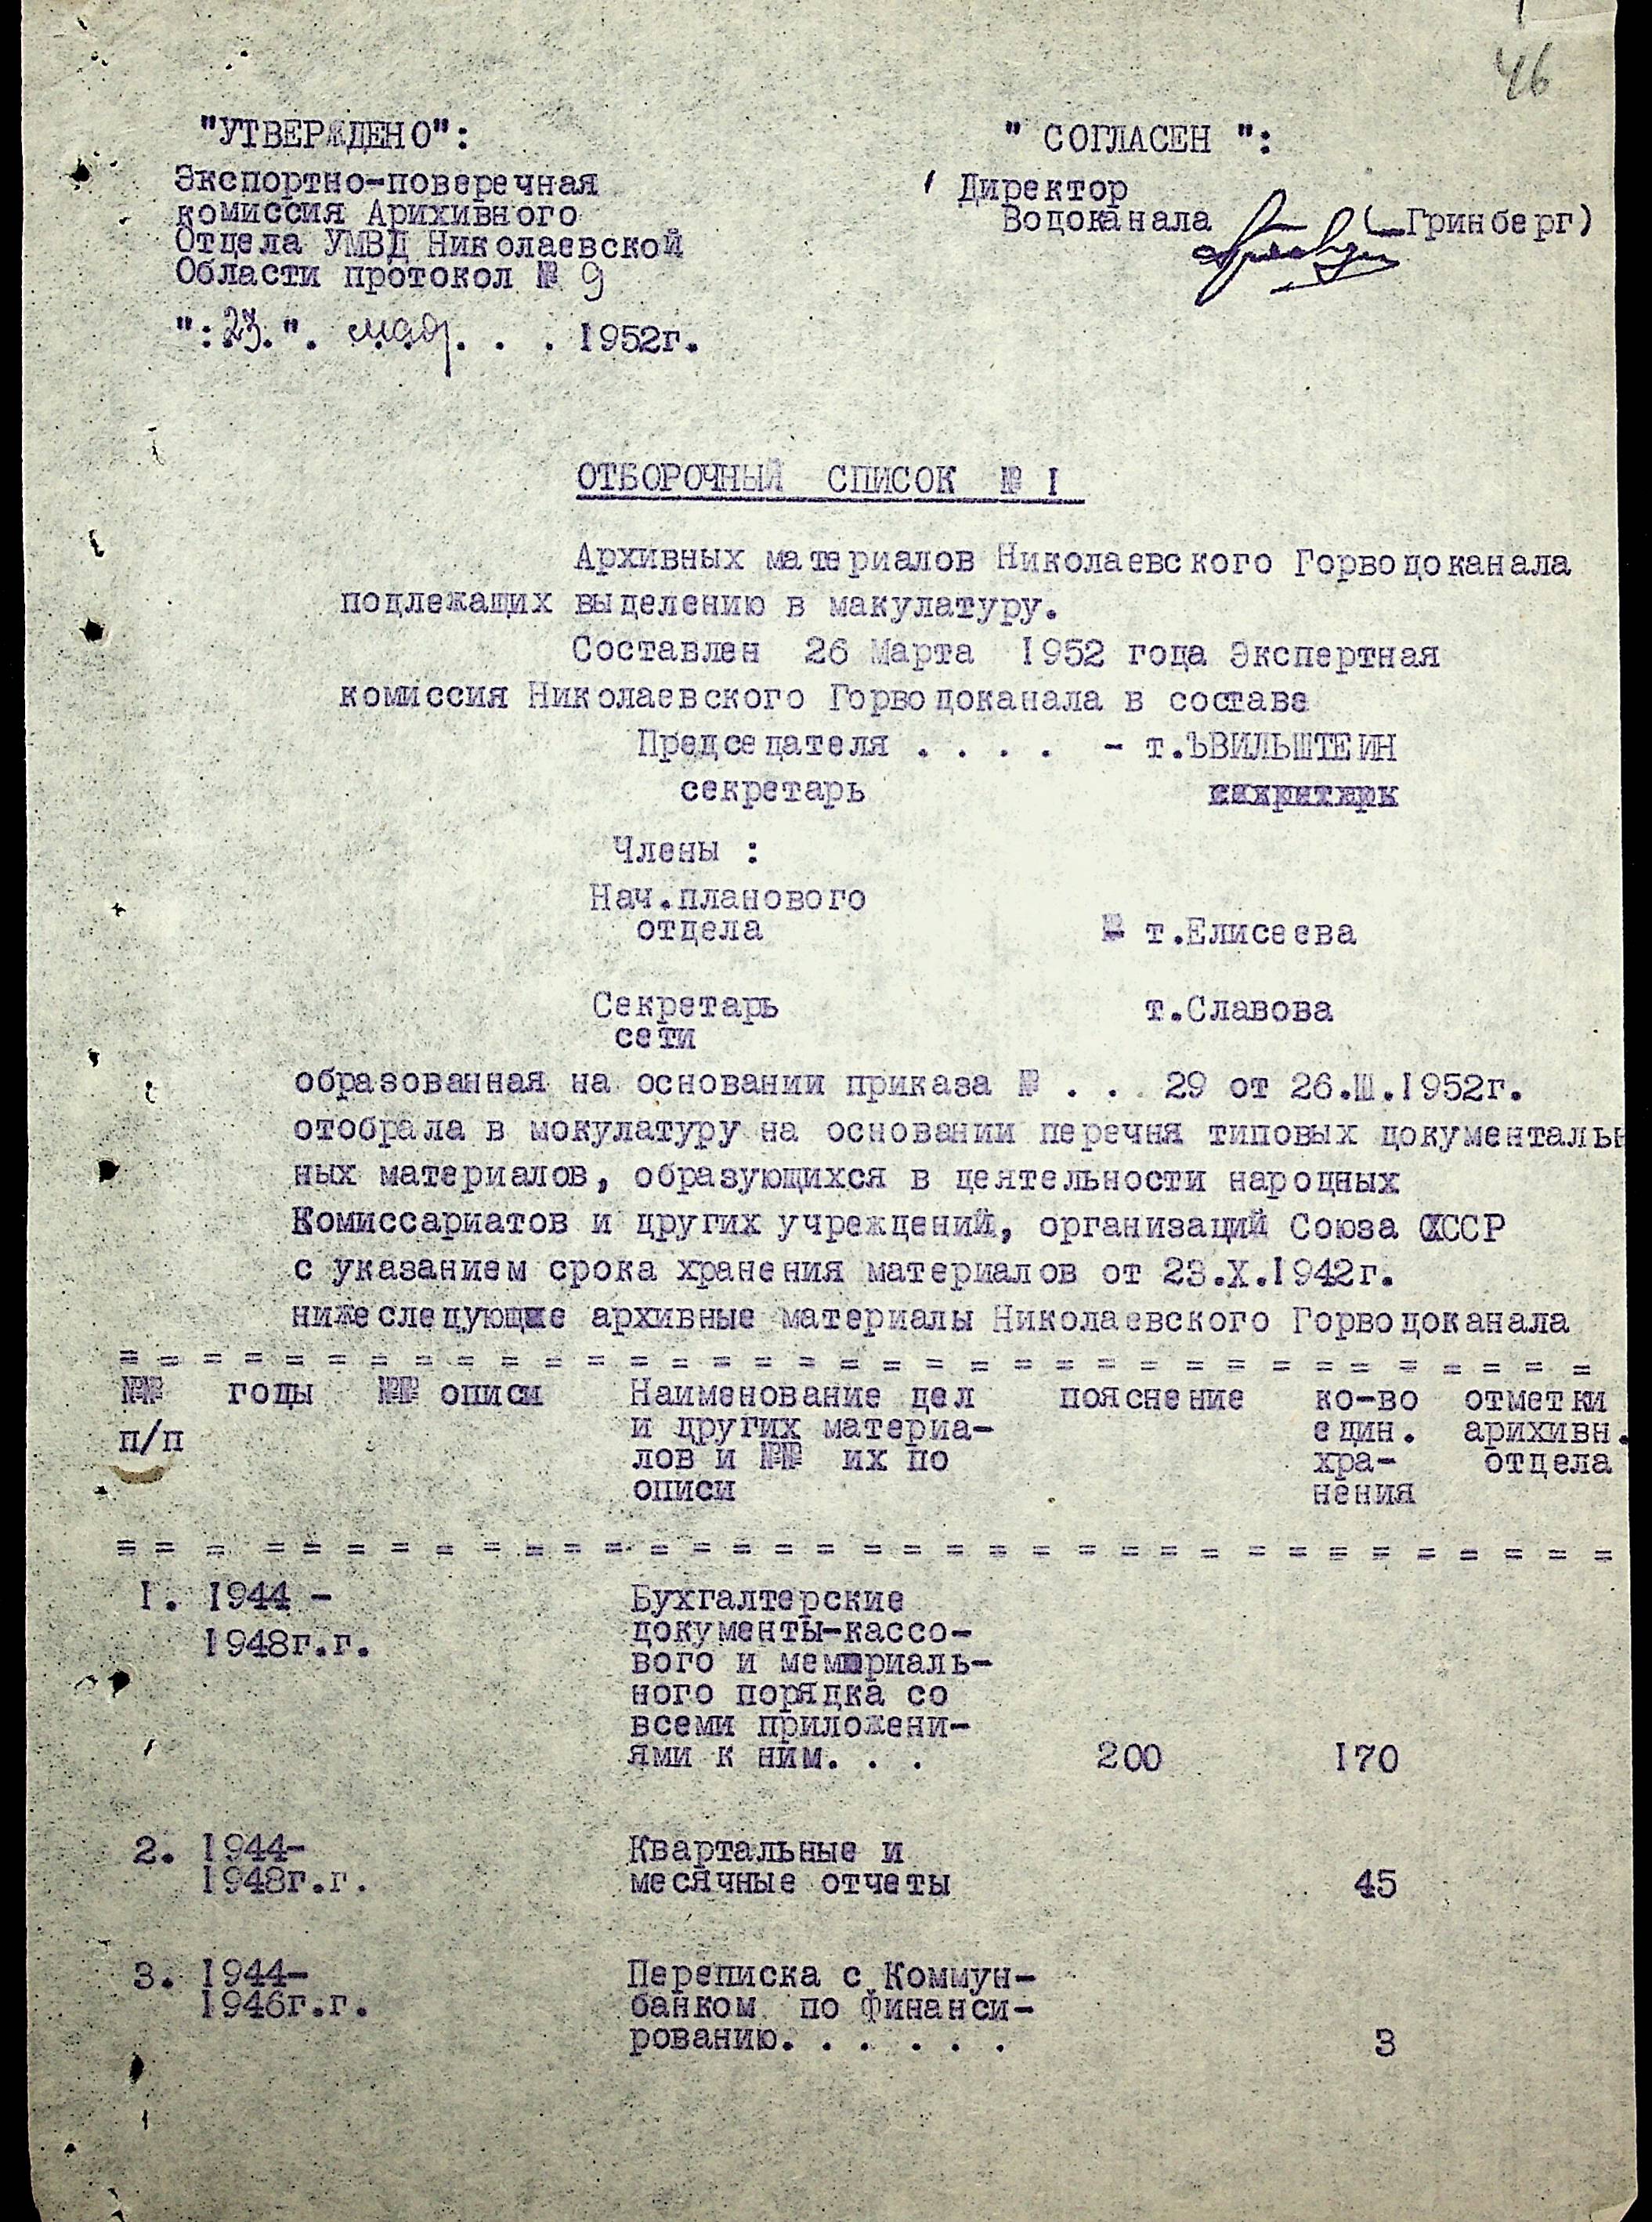 46
"УТВЕРЖДЕНО":
Экспортно-поверечная
комиссия Арихивного
Отдела УМВД Николаевской
Области протокол № 9
":23.". мая. . . 1952г.
" СОГЛАСЕН ":
Директор
Водоканала (Гринберг)
ОТБОРОЧНЫЙ СПИСОК № I
Архивных материалов Николаевского Горводоканала
подлежащих выделению в макулатуру.
Составлен 26 Марта 1952 года Экспертная
комиссия Николаевского Горводоканала в составе
Председателя . . . . - т.ЪВИЛЬШТЕИН
секретарь секретарь
Члены :
Нач.планового
отдела - т.Елисеева
Секретарь т.Славова
сети
образованная на основании приказа № . . 29 от 26.Ш.1952г.
отобрала в мокулатуру на основании перечня типовых документальн
ных материалов, образующихся в деятельности народных
Комиссариатов и других учреждений, организаций Союза ССР
с указанием срока хранения материалов от 23.X.1942г.
нижеследующие архивные материалы Николаевского Горводоканала
= = = = = = = = = = = = = = = = = = = = = = = = = = = = = = = = = = =
№№ годы №№ описи Наименование дел пояснение ко-во отметки
и других материа- един. арихивн.
п/п лов и №№ их по хра- отдела
описи нения
= = = = = = = = = = = = = = = = = = = = = = = = = = = = = = = = = = =
I. 1944 - Бухгалтерские
1948г.г. документы-кассо-
вого и мемориаль-
ного порядка со
всеми приложени-
ями к ним. . . 200 170
2. 1944- Квартальные и
1948г.г. месячные отчеты 45
3. 1944- Переписка с Коммун-
1946г.г. банком по финанси-
рованию. . . . . . 3